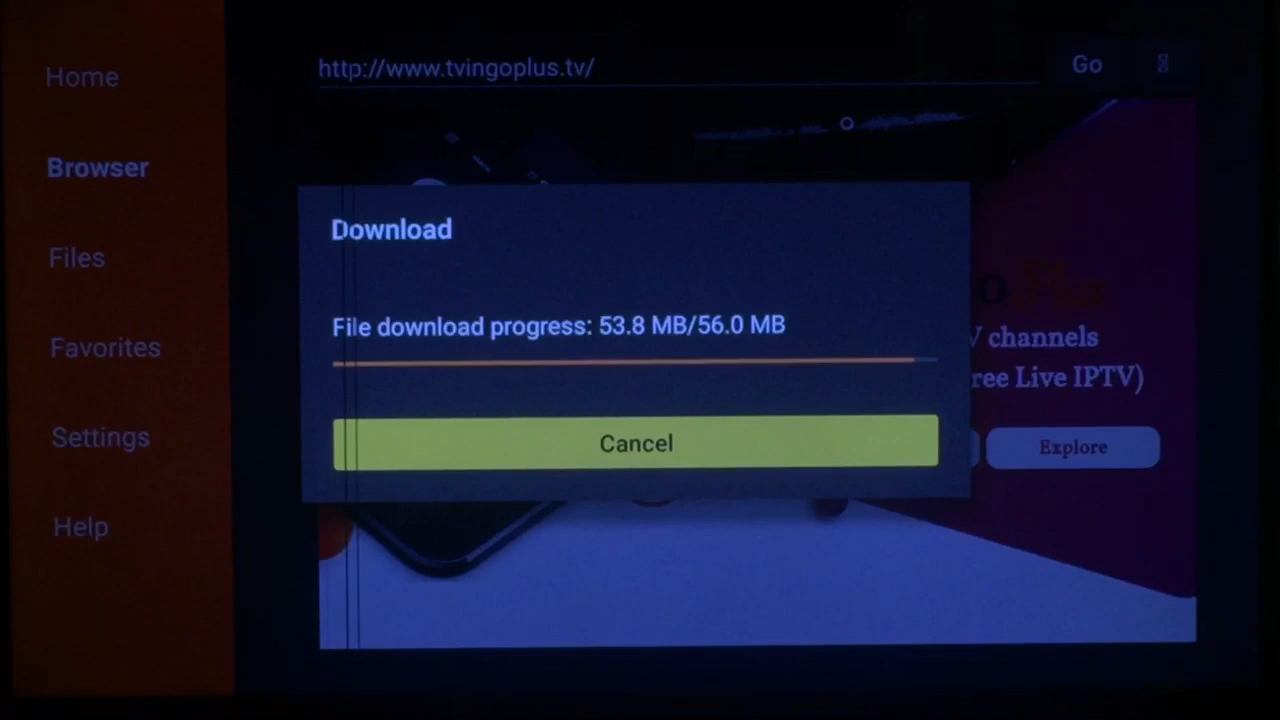 Home
Browser
Files
Favorites
Settings
Help
http://www.tvingoplus.tv/
Go
Download
File download progress: 53.8 MB/56.0 MB
Cancel
channels
Live IPTV)
Explore